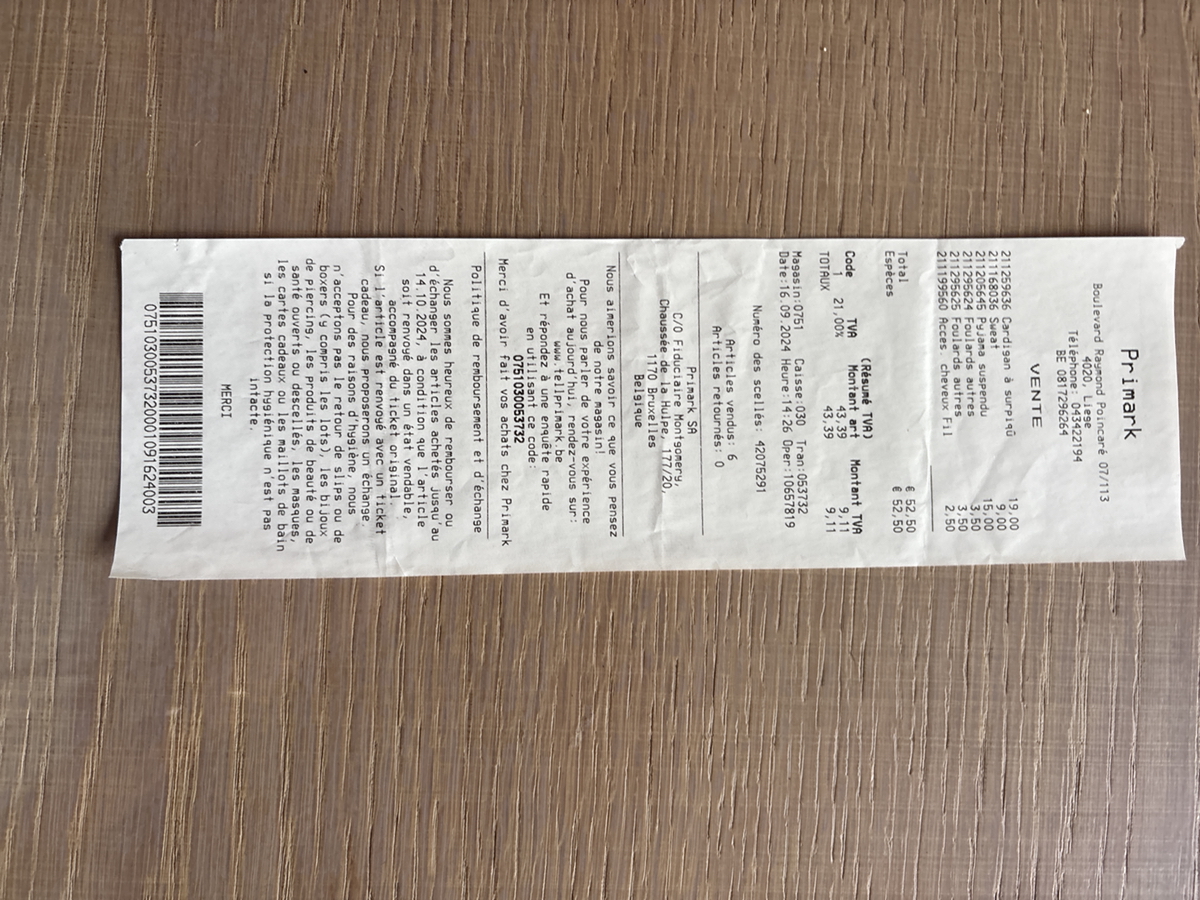 Primark
Boulevard Raymond Poincaré 07/113
4020, Liege
Téléphone: 043422194
BE 0817296264
VENTE
211259636 Cardigan à surpiqû 19,00
211168036 Sweat 9,00
211205645 Pyjama suspendu 15,00
211295624 Foulards autres 3,50
211295625 Foulards autres 3,50
211199560 Acces. cheveux Fil 2,50
Total € 52,50
Espèces € 52,50
(Résumé TVA)
Code TVA Montant art Montant TVA
1 21,00% 43,39 9,11
TOTAUX 43,39 9,11
Magasin:0751 Caisse:030 Tran:053732
Date:16.09.2024 Heure:14:26 Oper:10657819
Numéro des scellés: 42075291
Articles vendus: 6
Articles retournés: 0
Primark SA
C/O Fiduciaire Montgomery,
Chaussée de la Hulpe, 177/20,
1170 Bruxelles
Belgique
Nous aimerions savoir ce que vous pensez
de notre magasin!
Pour nous parler de votre expérience
d'achat aujourd'hui, rendez-vous sur:
www.tellprimark.be
Et répondez à une enquête rapide
en utilisant ce code:
0751030053732
Merci d'avoir fait vos achats chez Primark
Politique de remboursement et d'échange
Nous sommes heureux de rembourser ou
d'échanger les articles achetés jusqu'au
14.10.2024, à condition que l'article
soit renvoyé dans un état vendable,
accompagné du ticket original.
Si l'article est renvoyé avec un ticket
cadeau, nous proposerons un échange.
Pour des raisons d'hygiène, nous
n'acceptons pas le retour de slips ou de
boxers (y compris les lots), les bijoux
de piercing, les produits de beauté ou de
santé ouverts ou descellés, les masques,
les cartes cadeaux ou les maillots de bain
si la protection hygiénique n'est pas
intacte.
MERCI
07510300537320001091624003